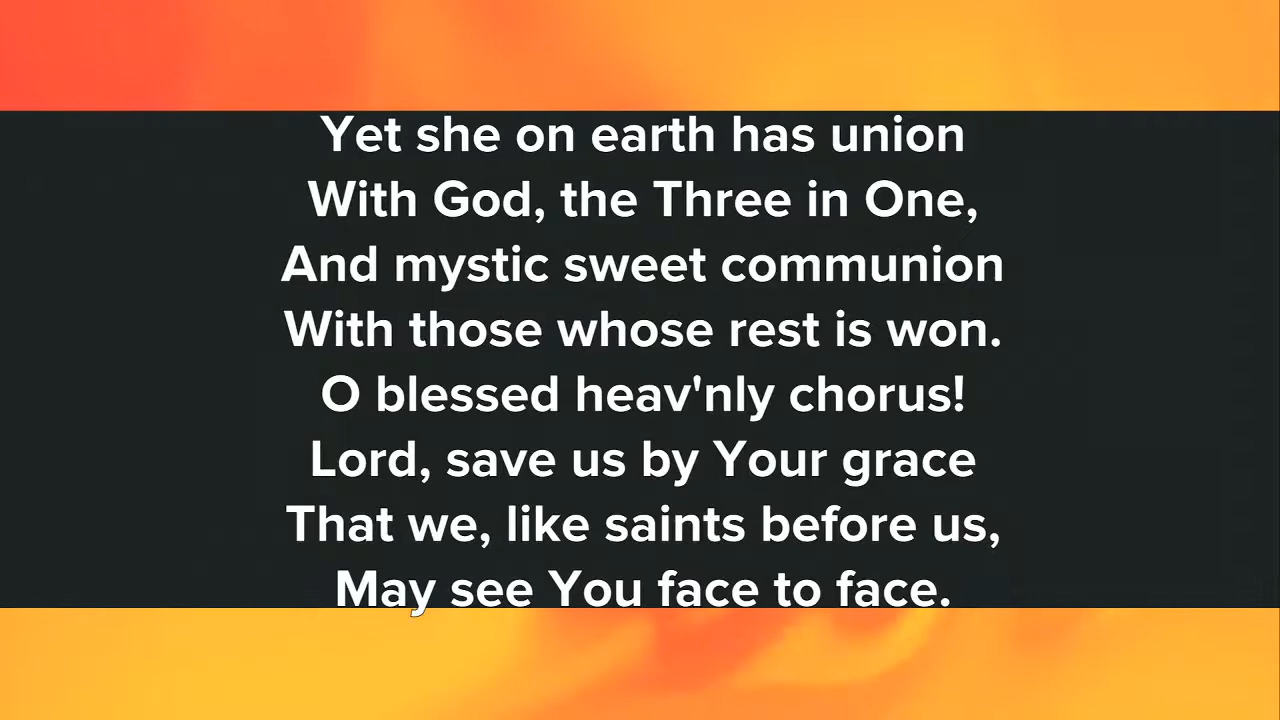 Yet she on earth has union
With God, the Three in One,
And mystic sweet communion
With those whose rest is won.
O blessed heav'nly chorus!
Lord, save us by Your grace
That we, like saints before us,
May see You face to face.